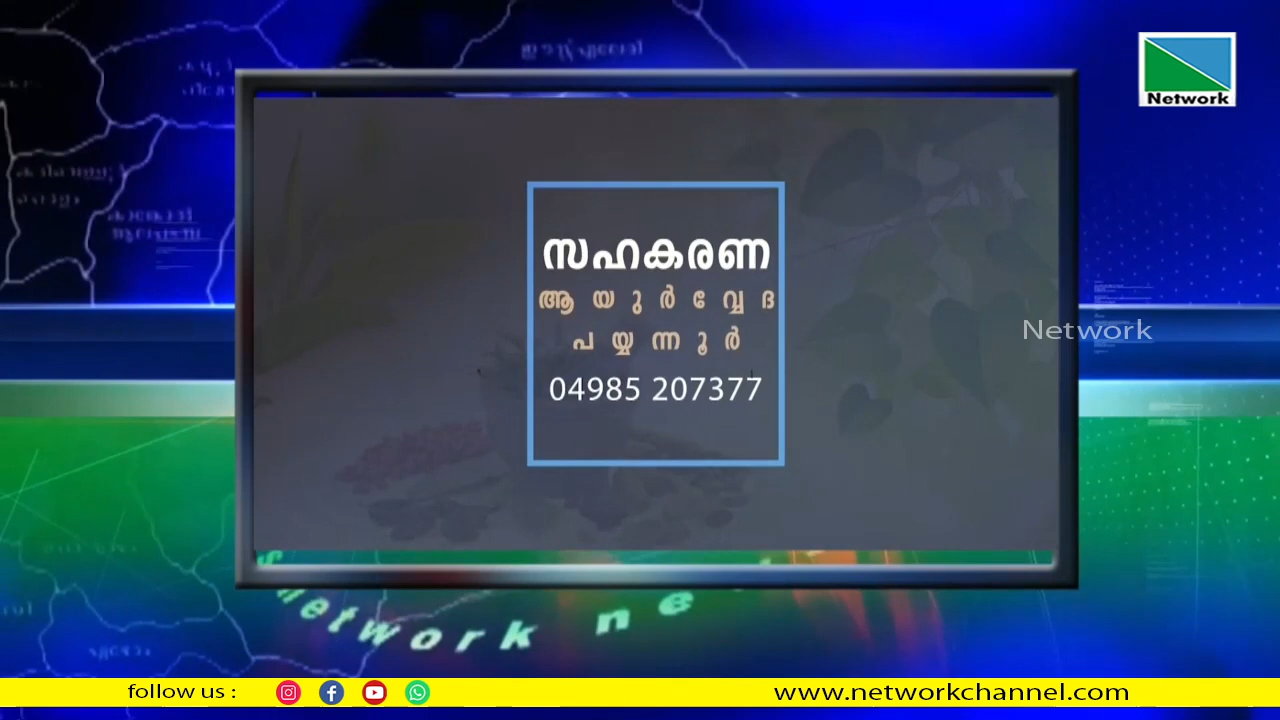 Network
സഹകരണ
ആയുർവ്വേദ
പയ്യന്നൂർ
04985 207377
Network
network ne
follow us :
www.networkchannel.com